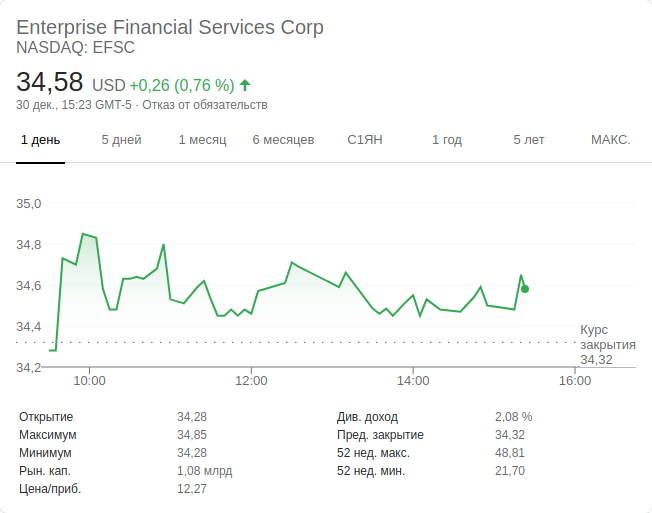 Enterprise Financial Services Corp
NASDAQ: EFSC
34,58 USD +0,26 (0,76 %)
30 дек., 15:23 GMT-5 · Отказ от обязательств
1 день 5 дней 1 месяц 6 месяцев С1ЯН 1 год 5 лет МАКС.
35,0
34,8
34,6
34,4
Курс
закрытия
34,32
34,2
10:00 12:00 14:00 16:00
Открытие 34,28 Див. доход 2,08 %
Максимум 34,85 Пред. закрытие 34,32
Минимум 34,28 52 нед. макс. 48,81
Рын. кап. 1,08 млрд 52 нед. мин. 21,70
Цена/приб. 12,27